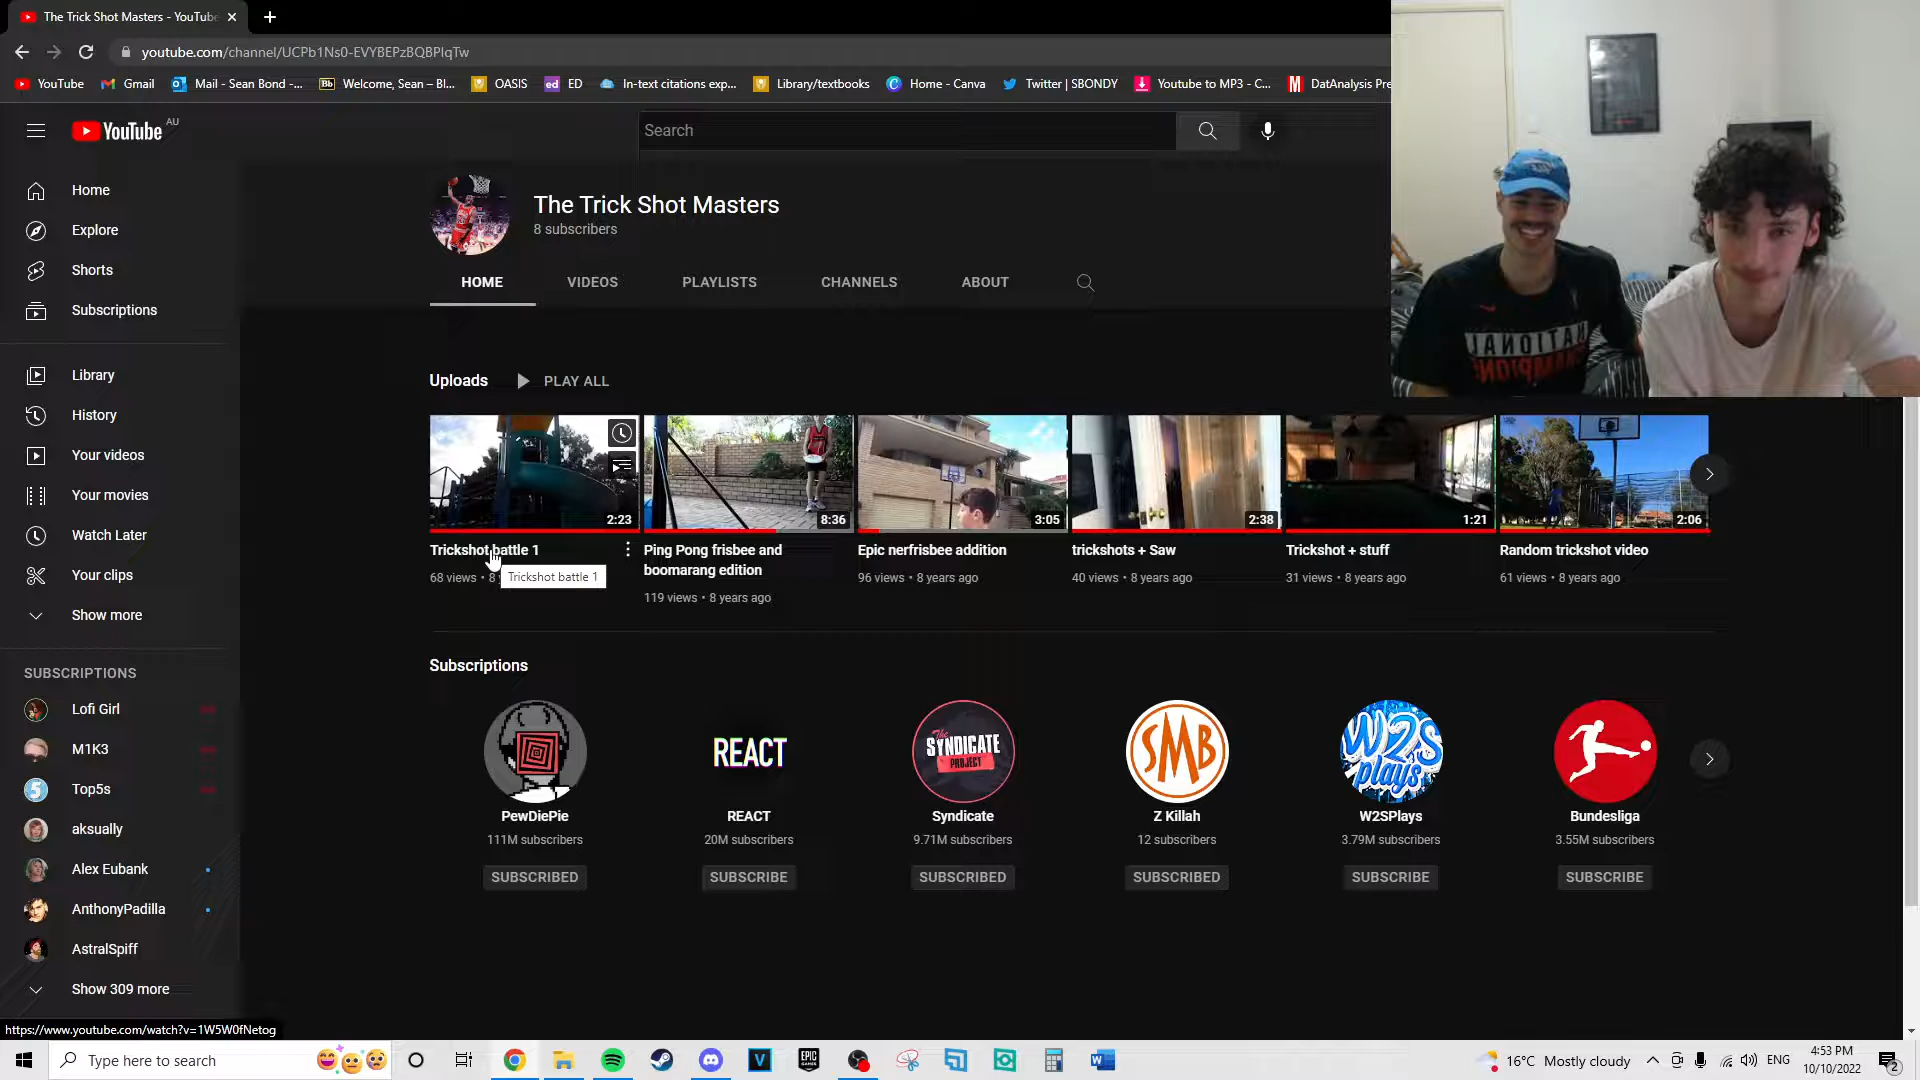 The Trick Shot Masters - YouTube
youtube.com/channel/UCPb1Ns0-EVYBEPzBQBPlqTw
YouTube
Gmail
Mail - Sean Bond -...
Bb
Welcome, Sean – Bl...
OASIS
ed
ED
In-text citations exp...
Library/textbooks
Home - Canva
Twitter | SBONDY
Youtube to MP3 - C...
DatAnalysis Pre
YouTube AU
Search
Home
Explore
Shorts
Subscriptions
Library
History
Your videos
Your movies
Watch Later
Your clips
Show more
SUBSCRIPTIONS
Lofi Girl
M1K3
Top5s
aksually
Alex Eubank
AnthonyPadilla
AstralSpiff
Show 309 more
The Trick Shot Masters
8 subscribers
HOME
VIDEOS
PLAYLISTS
CHANNELS
ABOUT
NATIONAL
CHAMPIONS
Uploads
PLAY ALL
2:23
8:36
3:05
2:38
1:21
2:06
Trickshot battle 1
68 views • 8
Trickshot battle 1
Ping Pong frisbee and
boomarang edition
119 views • 8 years ago
Epic nerfrisbee addition
96 views • 8 years ago
trickshots + Saw
40 views • 8 years ago
Trickshot + stuff
31 views • 8 years ago
Random trickshot video
61 views • 8 years ago
Subscriptions
PewDiePie
111M subscribers
SUBSCRIBED
REACT
REACT
20M subscribers
SUBSCRIBE
The
SYNDICATE
PROJECT
Syndicate
9.71M subscribers
SUBSCRIBED
SMB
Z Killah
12 subscribers
SUBSCRIBED
W2S
plays
W2SPlays
3.79M subscribers
SUBSCRIBE
Bundesliga
3.55M subscribers
SUBSCRIBE
https://www.youtube.com/watch?v=1W5W0fNetog
Type here to search
EPIC
GAMES
16°C Mostly cloudy
ENG
4:53 PM
10/10/2022
2